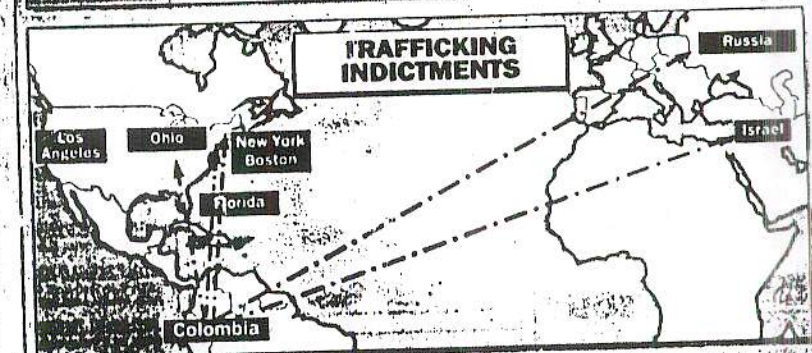 TRAFFICKING
INDICTMENTS
Russia
Los
Angeles
Ohio
New York
Boston
Israel
Florida
Colombia